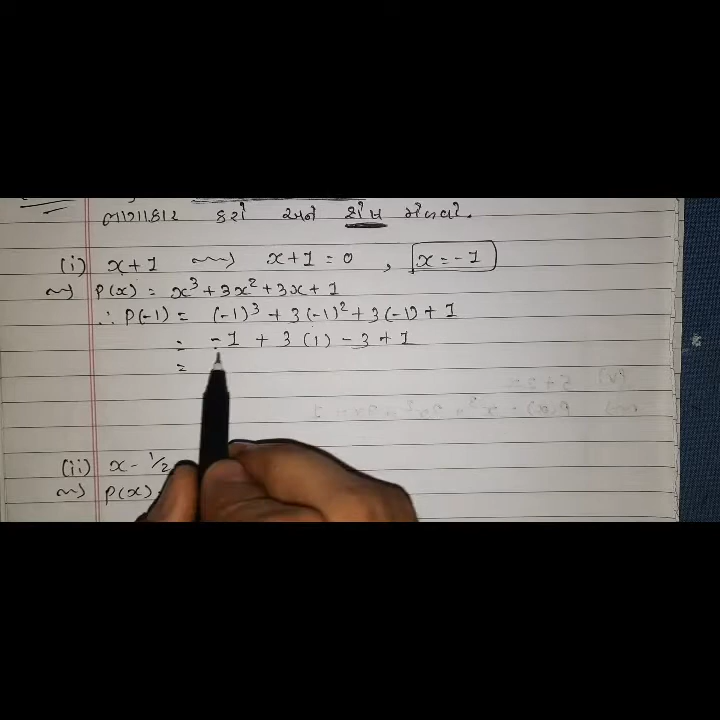 ભાગાકાર કરો અને શેષ મેળવો.
(i) x+1 ⟿ x+1 = 0 , x = -1
⟿ P(x) = x³ + 3x² + 3x + 1
∴ P(-1) = (-1)³ + 3(-1)² + 3(-1) + 1
= -1 + 3 (1) - 3 + 1
=
(ii) x - 1/2
⟿ P(x)